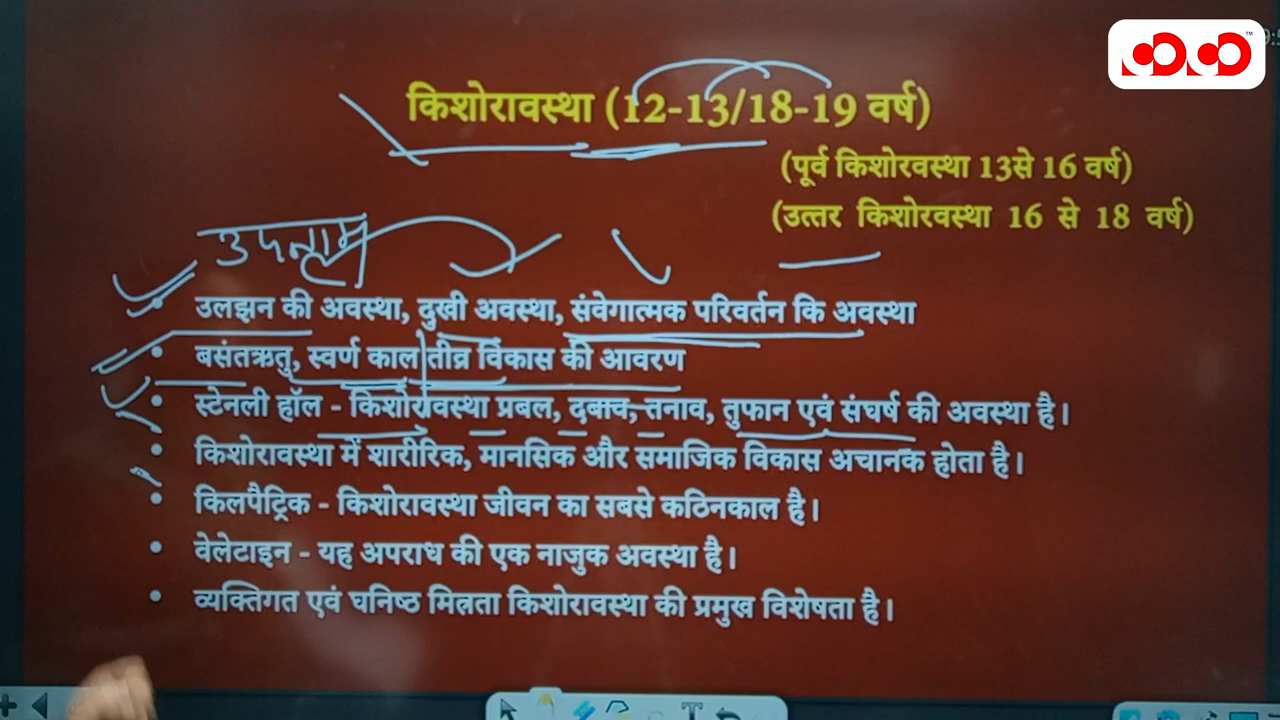 किशोरावस्था (12-13/18-19 वर्ष)
(पूर्व किशोरवस्था 13से 16 वर्ष)
(उत्तर किशोरवस्था 16 से 18 वर्ष)
उपनाम
उलझन की अवस्था, दुखी अवस्था, संवेगात्मक परिवर्तन कि अवस्था
बसंतऋतु, स्वर्ण काल तीव्र विकास की आवरण
स्टेनली हॉल - किशोरावस्था प्रबल, दबाव, तनाव, तुफान एवं संघर्ष की अवस्था है।
किशोरावस्था में शारीरिक, मानसिक और समाजिक विकास अचानक होता है।
किलपैट्रिक - किशोरावस्था जीवन का सबसे कठिनकाल है।
वेलेटाइन - यह अपराध की एक नाजुक अवस्था है।
व्यक्तिगत एवं घनिष्ठ मित्रता किशोरावस्था की प्रमुख विशेषता है।